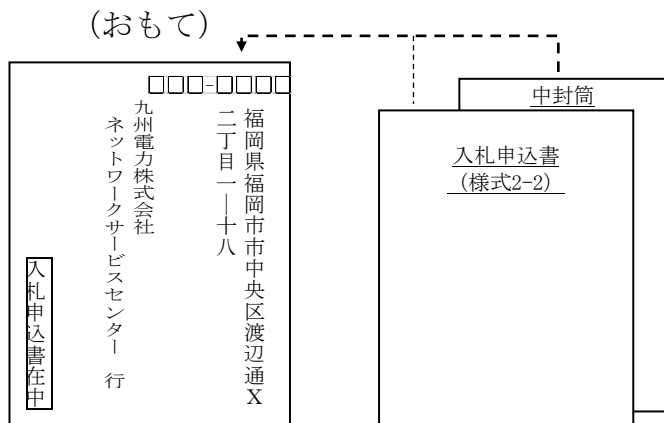 (おもて)
□□□-□□□□
福岡県福岡市市中央区渡辺通X
二丁目一―十八
九州電力株式会社
ネットワークサービスセンター 行
入札申込書在中
中封筒
入札申込書
(様式2-2)